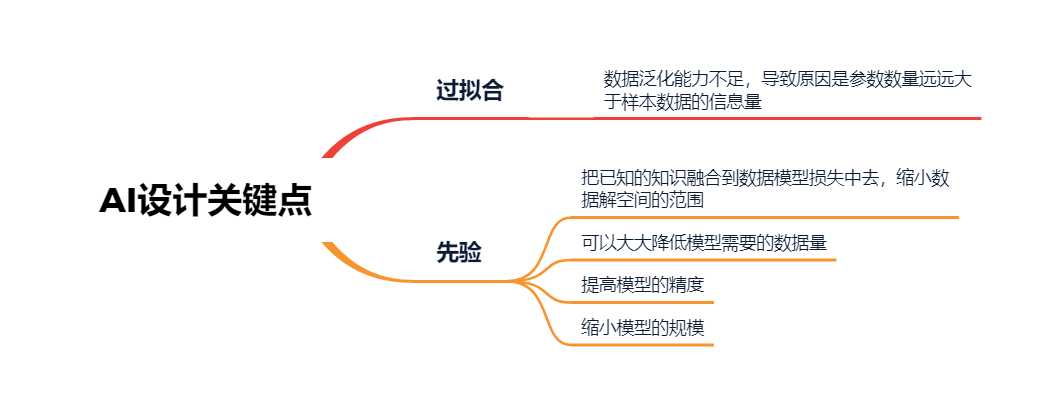 AI设计关键点
过拟合
数据泛化能力不足，导致原因是参数数量远远大
于样本数据的信息量
先验
把已知的知识融合到数据模型损失中去，缩小数
据解空间的范围
可以大大降低模型需要的数据量
提高模型的精度
缩小模型的规模